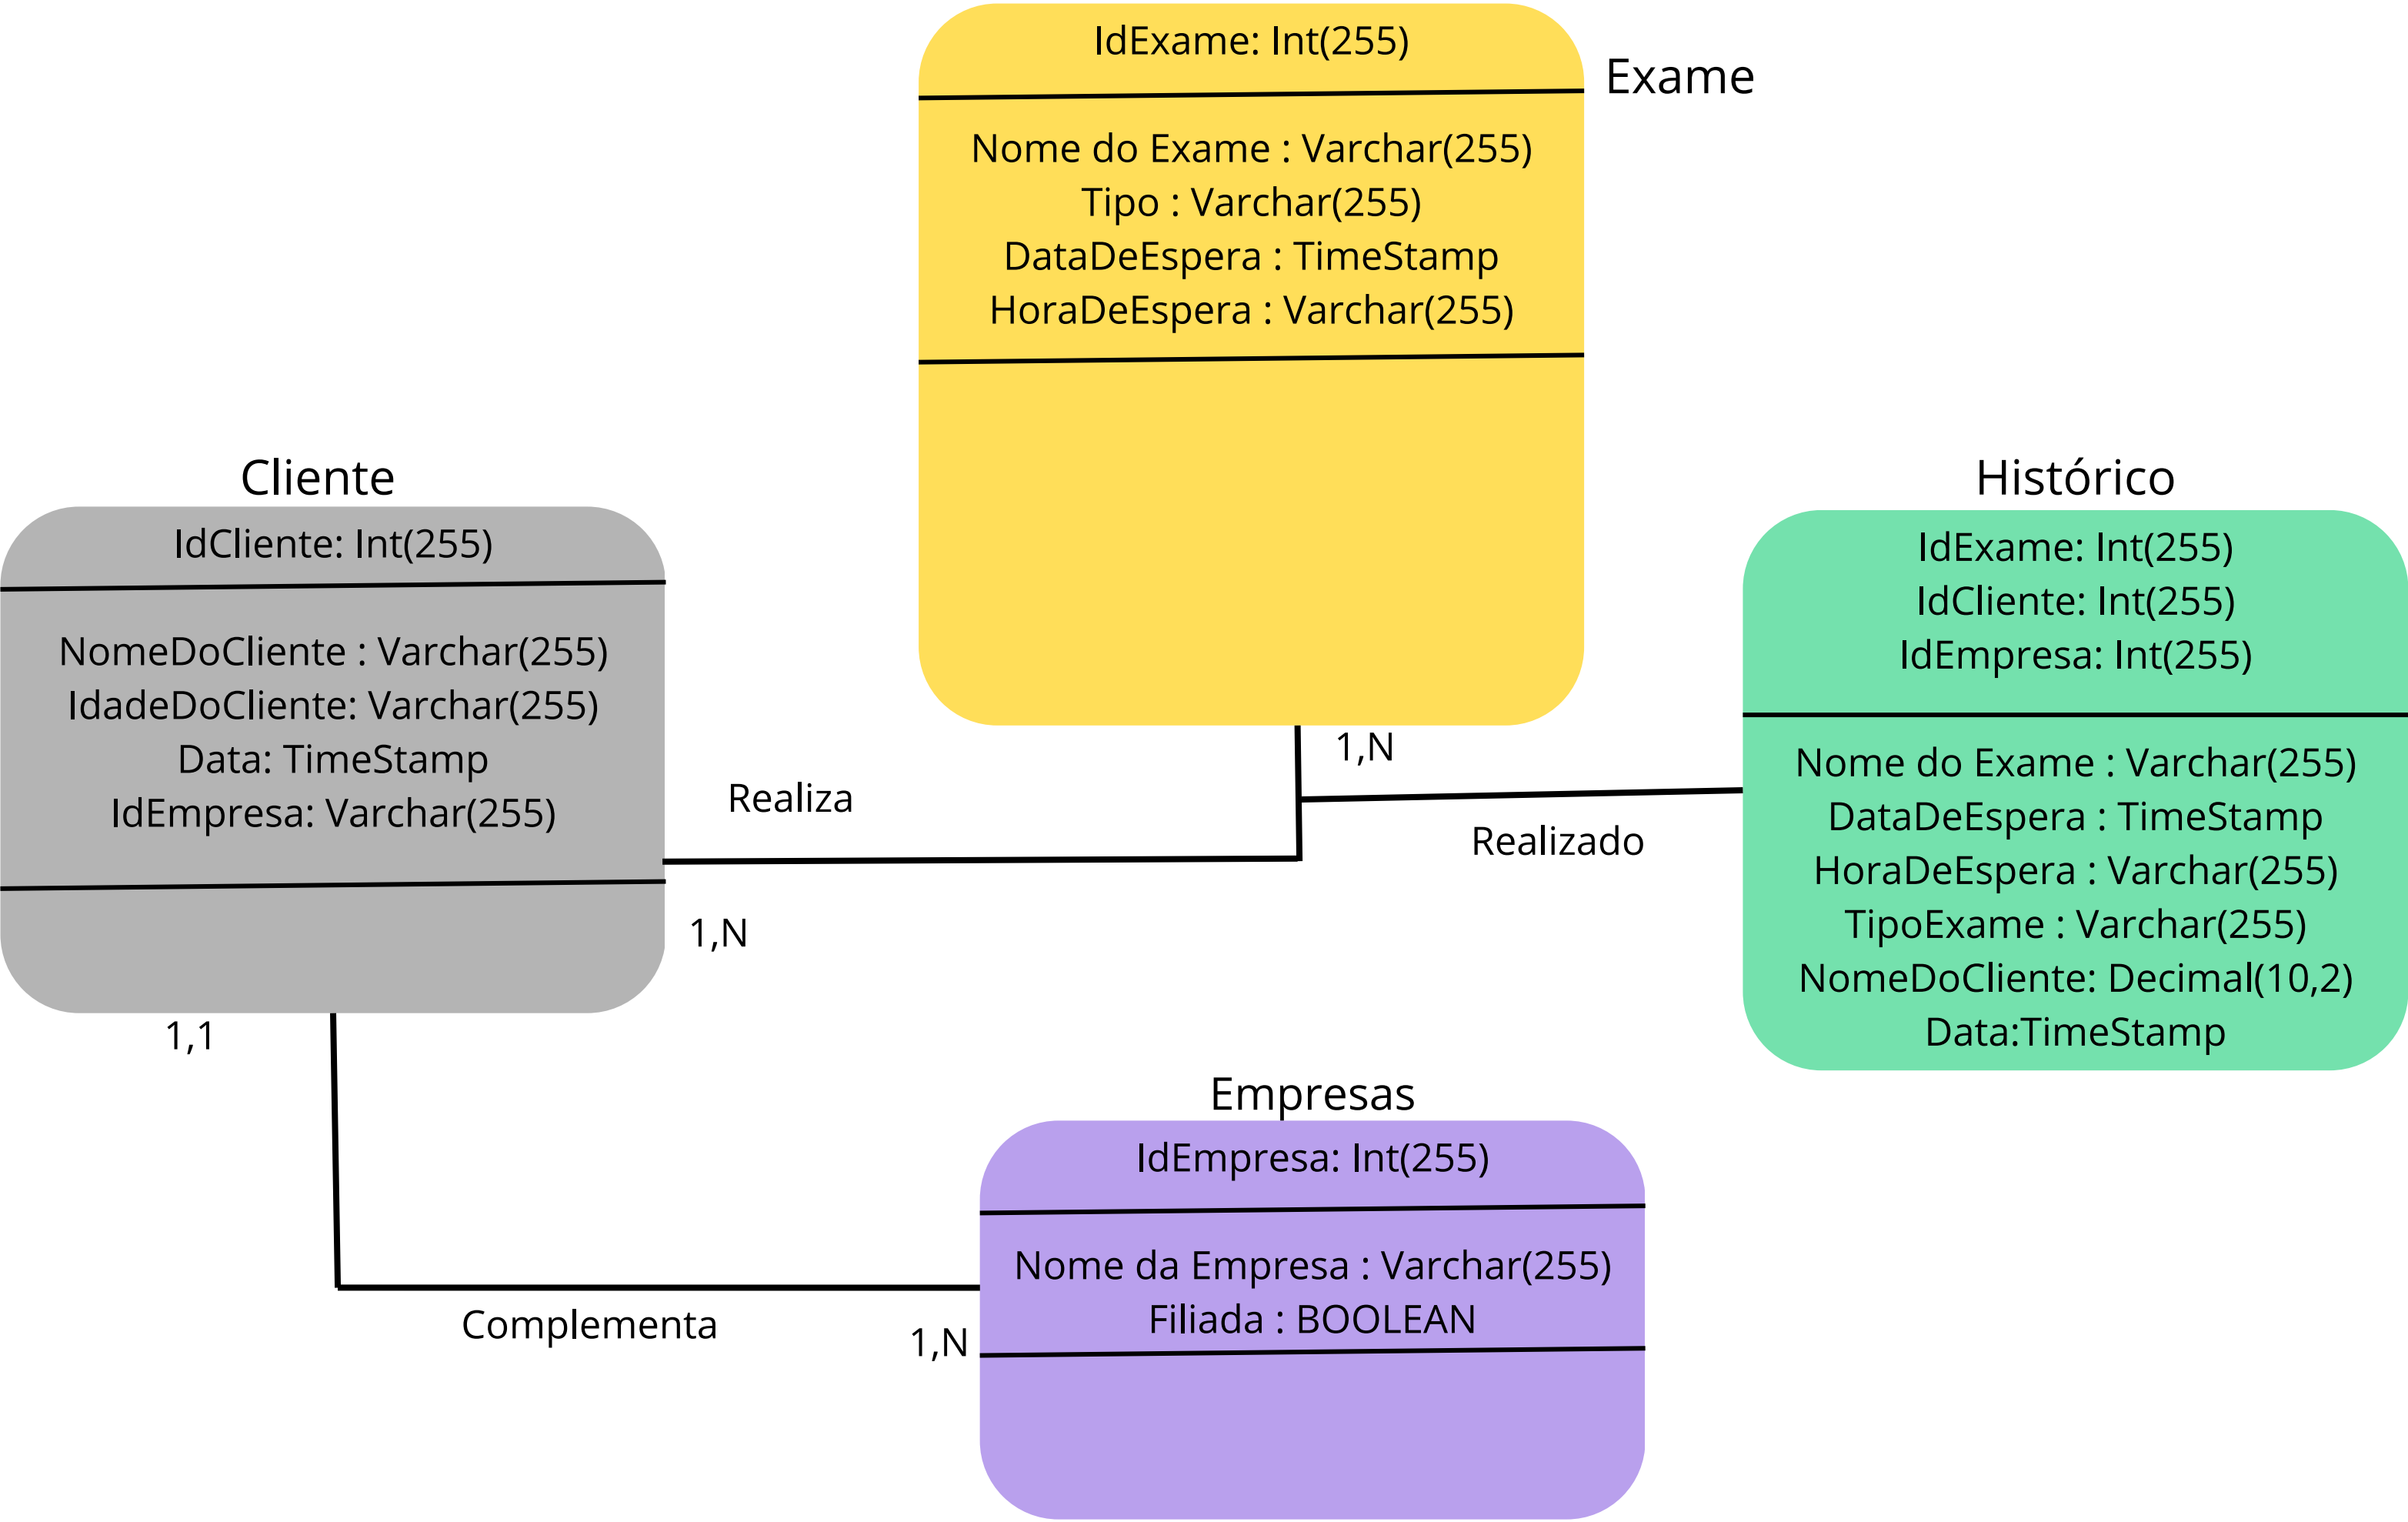 Exame
IdExame: Int(255)
Nome do Exame : Varchar(255)
Tipo : Varchar(255)
DataDeEspera : TimeStamp
HoraDeEspera : Varchar(255)
Cliente
IdCliente: Int(255)
NomeDoCliente : Varchar(255)
IdadeDoCliente: Varchar(255)
Data: TimeStamp
IdEmpresa: Varchar(255)
Histórico
IdExame: Int(255)
IdCliente: Int(255)
IdEmpresa: Int(255)
Nome do Exame : Varchar(255)
DataDeEspera : TimeStamp
HoraDeEspera : Varchar(255)
TipoExame : Varchar(255)
NomeDoCliente: Decimal(10,2)
Data:TimeStamp
1,N
Realiza
Realizado
1,N
1,1
Empresas
IdEmpresa: Int(255)
Nome da Empresa : Varchar(255)
Filiada : BOOLEAN
Complementa
1,N